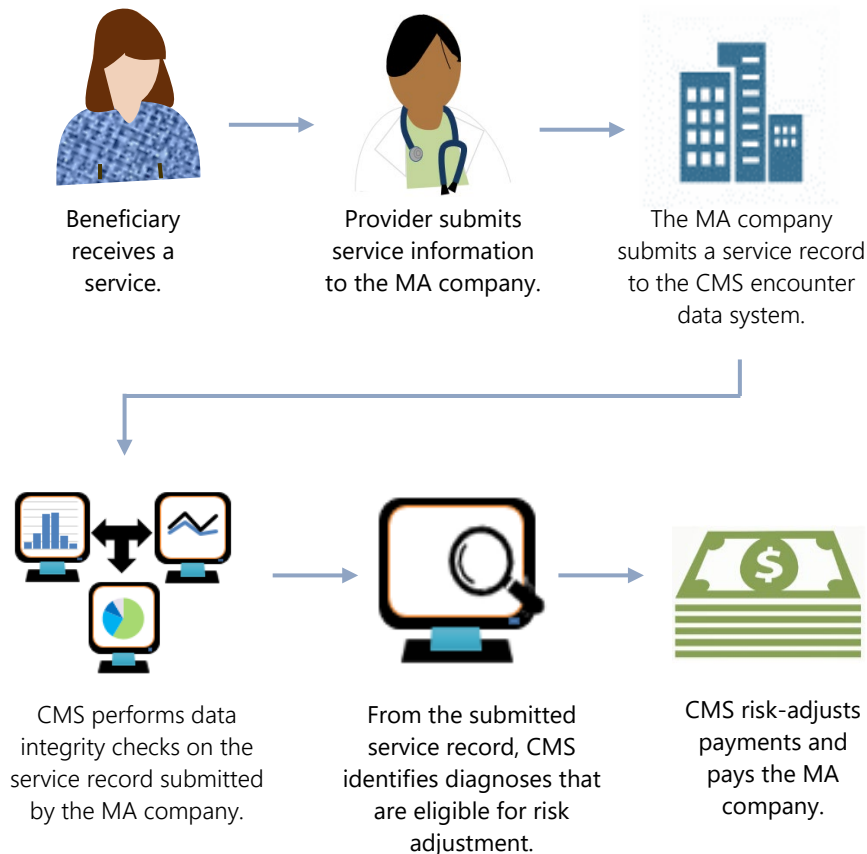 Beneficiary
receives a
service.
Provider submits
service information
to the MA company.
The MA company
submits a service record
to the CMS encounter
data system.
CMS performs data
integrity checks on the
service record submitted
by the MA company.
From the submitted
service record, CMS
identifies diagnoses that
are eligible for risk
adjustment.
$
CMS risk-adjusts
payments and
pays the MA
company.